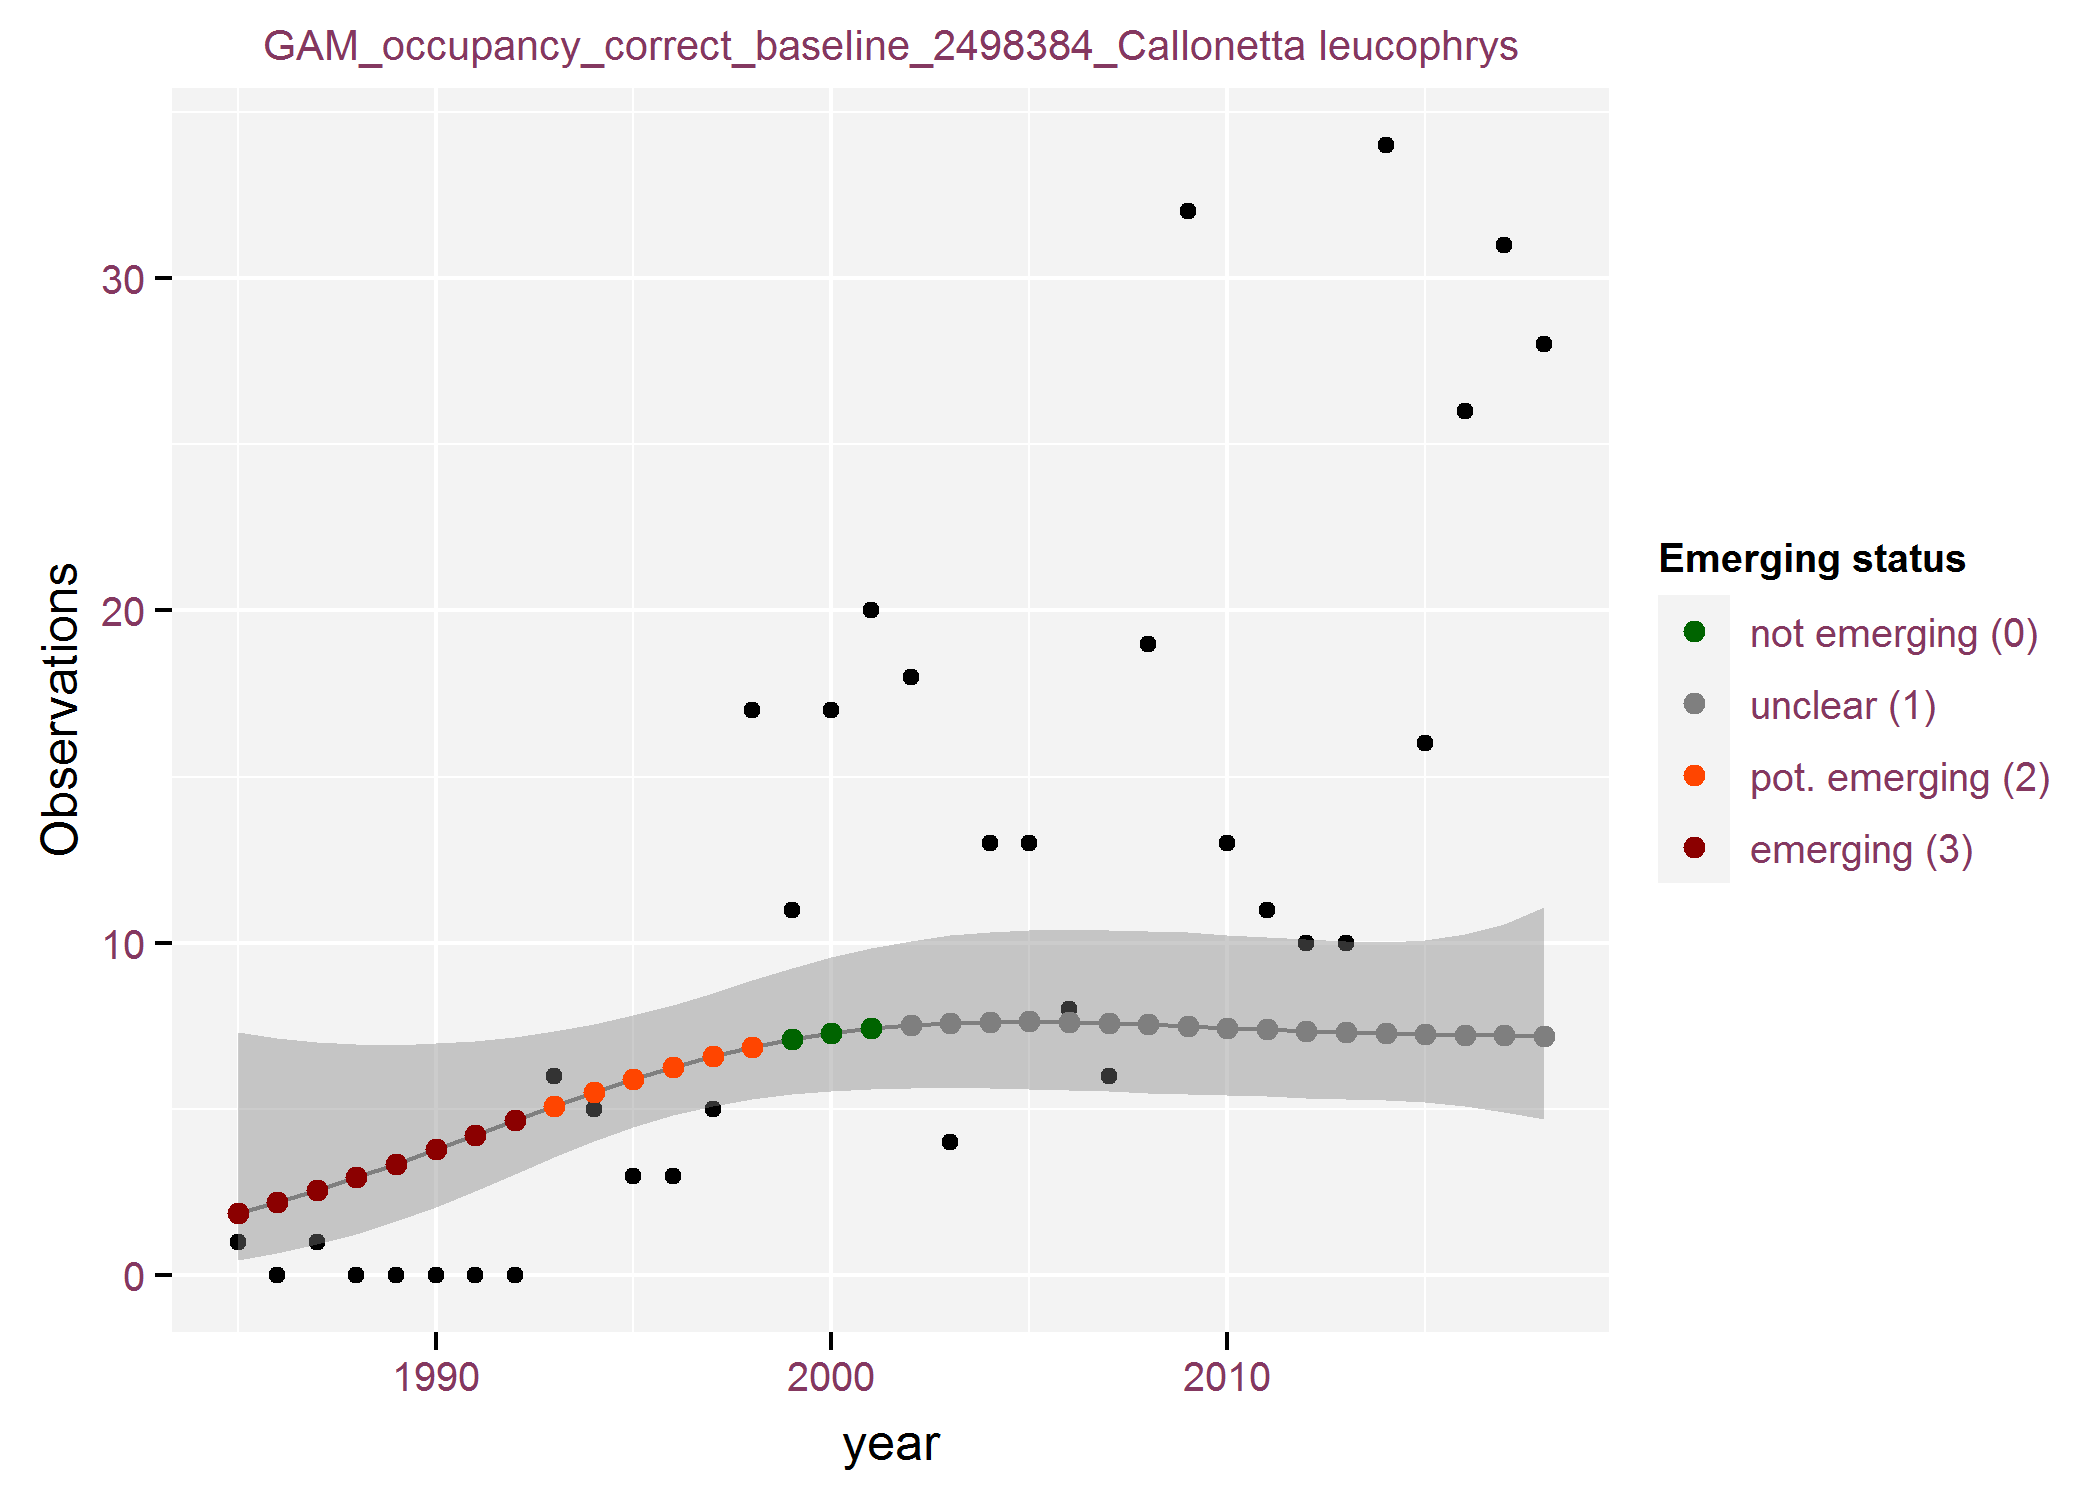 GAM_occupancy_correct_baseline_2498384_Callonetta leucophrys
Observations
30
20
10
0
1990
2000
2010
year
Emerging status
not emerging (0)
unclear (1)
pot. emerging (2)
emerging (3)